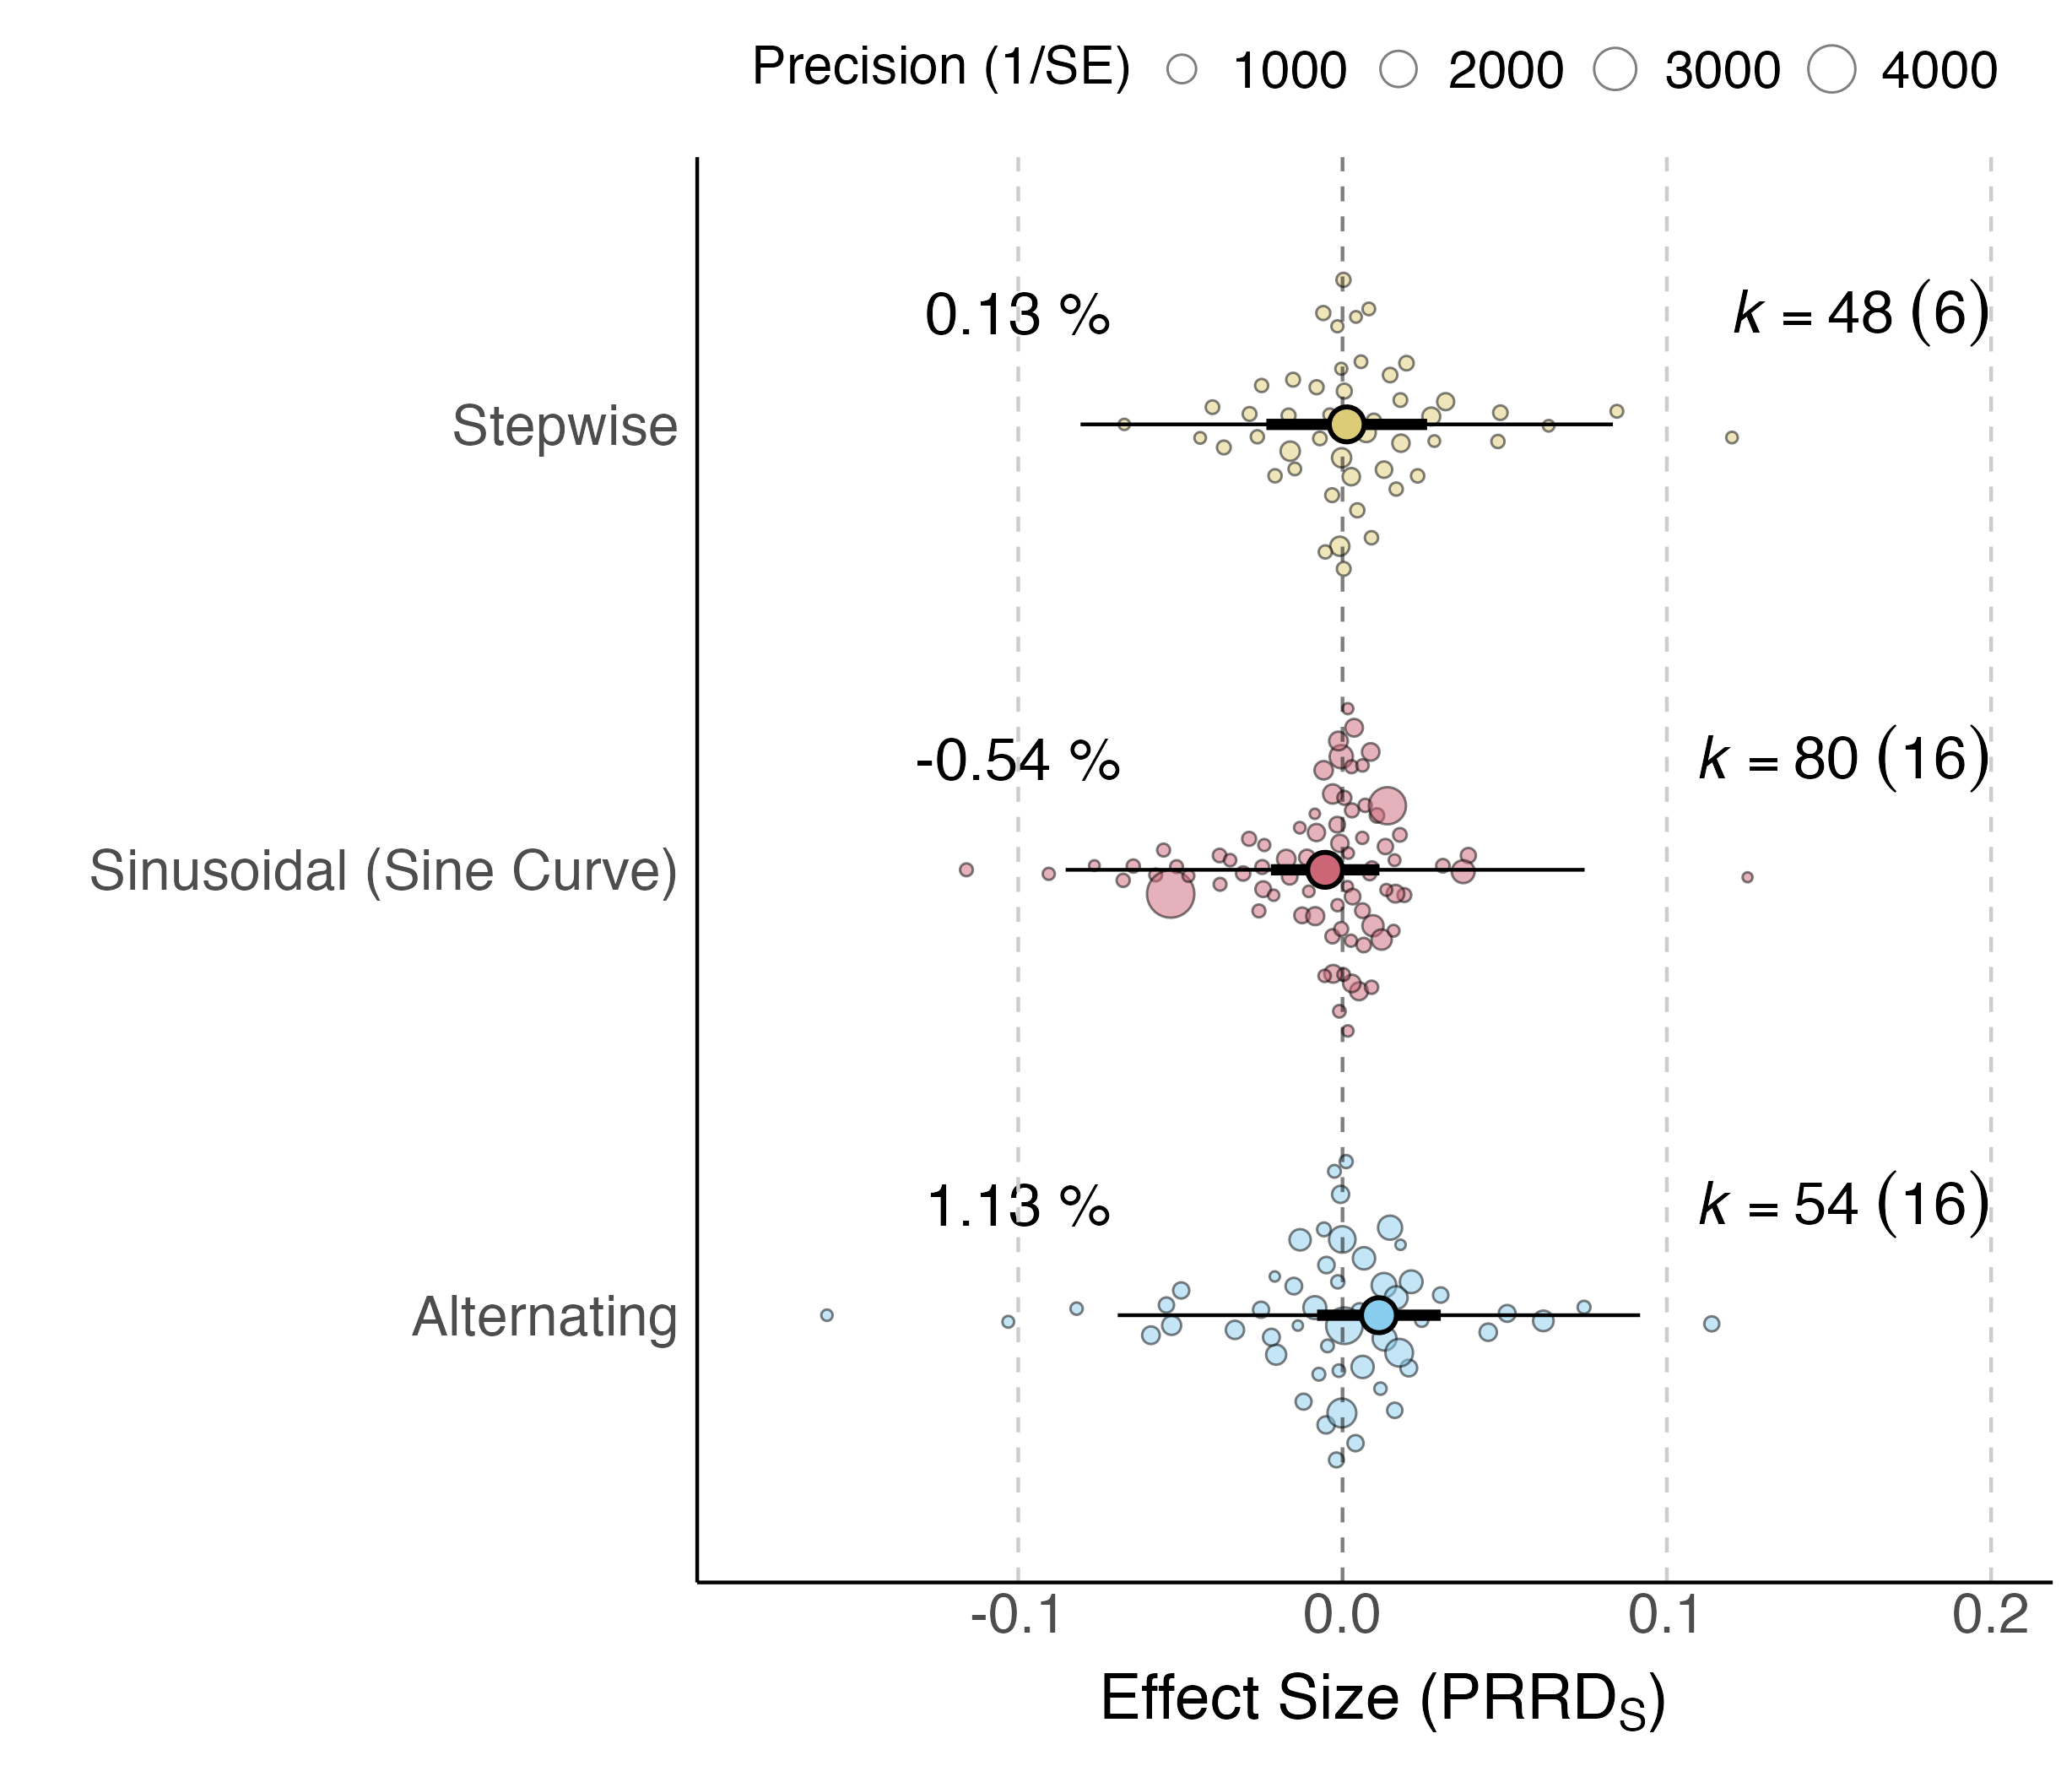 Precision (1/SE) 1000 2000 3000 4000
0.13 % k = 48 (6)
Stepwise
-0.54 % k = 80 (16)
Sinusoidal (Sine Curve)
1.13 % k = 54 (16)
Alternating
-0.1 0.0 0.1 0.2
Effect Size (PRRD_S)